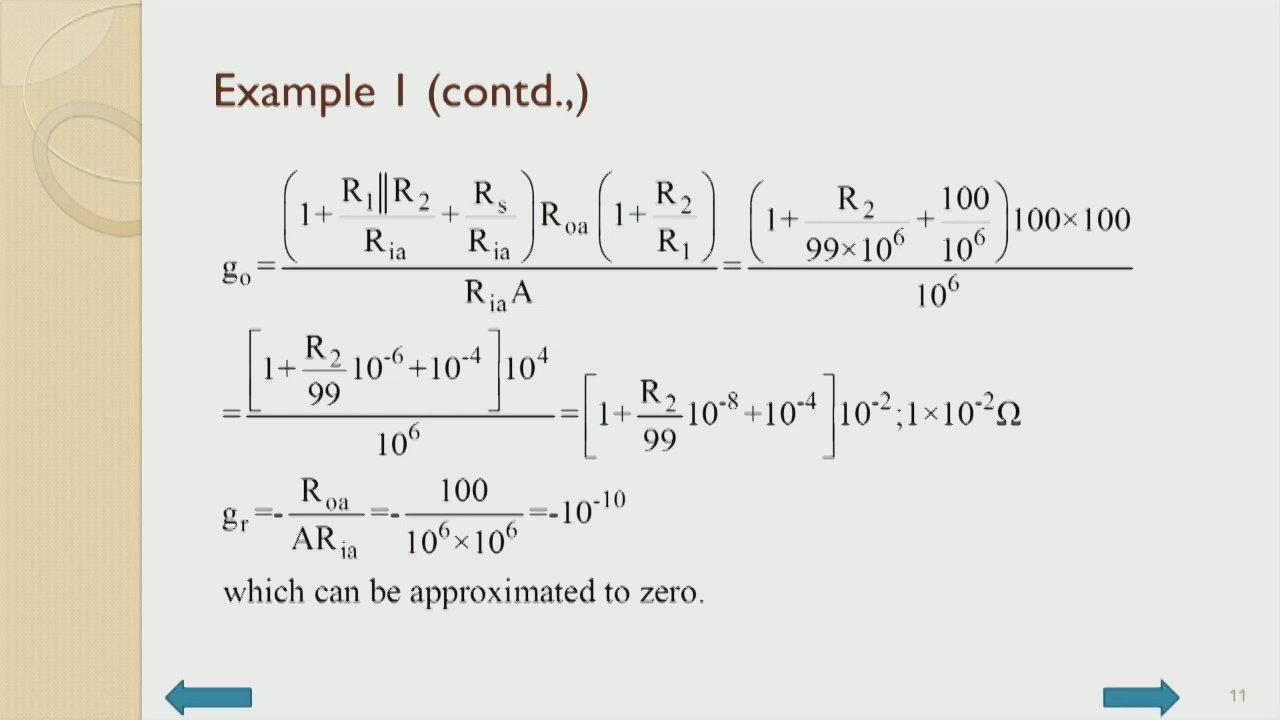 Example 1 (contd.,)
g_o = ((1+ (R_1||R_2)/R_ia + R_s/R_ia) R_oa (1+ R_2/R_1)) / (R_ia A) = ((1+ R_2/(99×10^6) + 100/10^6) 100×100) / 10^6
= ([1+ (R_2/99) 10^-6 +10^-4] 10^4) / 10^6 = [1+ (R_2/99) 10^-8 +10^-4] 10^-2 ;1×10^-2 Ω
g_r =- R_oa/(AR_ia) =- 100/(10^6×10^6) =-10^-10
which can be approximated to zero.
11